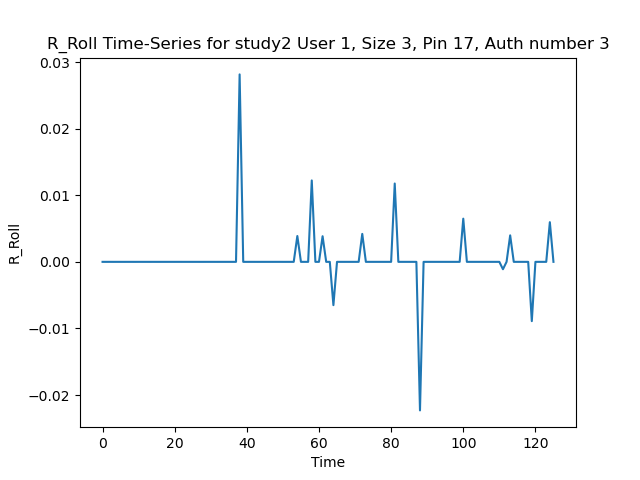 R_Roll Time-Series for study2 User 1, Size 3, Pin 17, Auth number 3
0.03
0.02
0.01
0.00
−0.01
−0.02
R_Roll
0 20 40 60 80 100 120
Time